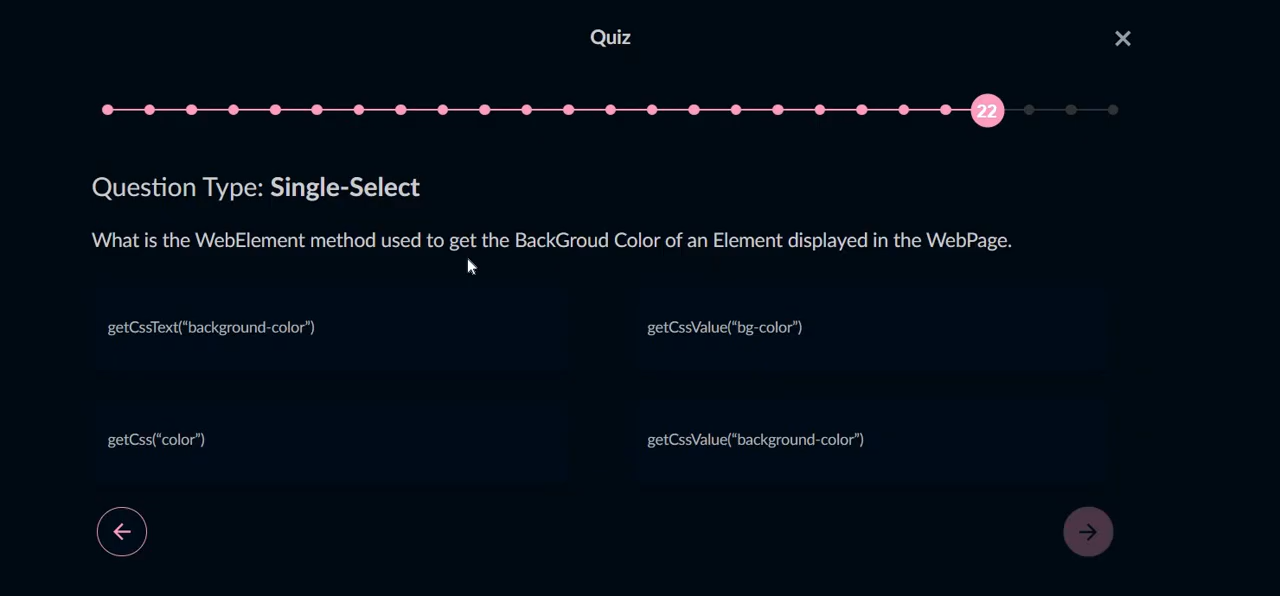 Quiz
22
Question Type: Single-Select
What is the WebElement method used to get the BackGroud Color of an Element displayed in the WebPage.
getCssText(“background-color”)
getCssValue(“bg-color”)
getCss(“color”)
getCssValue(“background-color”)